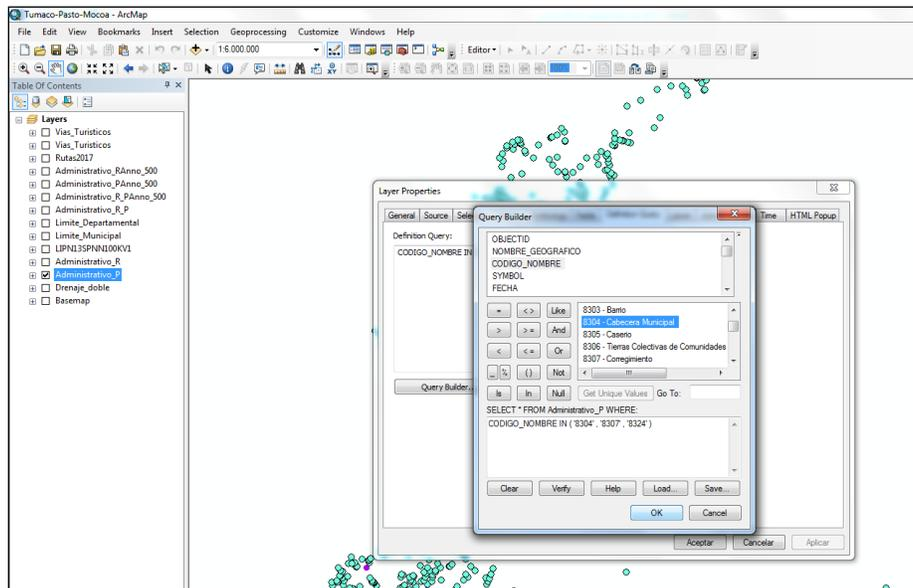 Tumaco-Pasto-Mocoa - ArcMap
File Edit View Bookmarks Insert Selection Geoprocessing Customize Windows Help
1:6.000.000
Editor
Table Of Contents
Layers
Vias_Turisticos
Vias_Turisticos
Rutas2017
Administrativo_RAnno_500
Administrativo_PAnno_500
Administrativo_R_PAnno_500
Administrativo_R_P
Limite_Departamental
Limite_Municipal
LIPN13SPNN100KV1
Administrativo_R
Administrativo_P
Drenaje_doble
Basemap
Layer Properties
General Source Time HTML Popup
Definition Query:
CODIGO_NOMBRE IN
Query Builder...
Query Builder
OBJECTID
NOMBRE_GEOGRAFICO
CODIGO_NOMBRE
SYMBOL
FECHA
= < > Like
> > = And
< < = Or
_ % ( ) Not
Is In Null
8303 - Barrio
8304 - Cabecera Municipal
8305 - Caserio
8306 - Tierras Colectivas de Comunidades
8307 - Corregimiento
Get Unique Values Go To:
SELECT * FROM Administrativo_P WHERE:
CODIGO_NOMBRE IN ( '8304' , '8307' , '8324' )
Clear Verify Help Load... Save...
OK Cancel
Aceptar Cancelar Aplicar